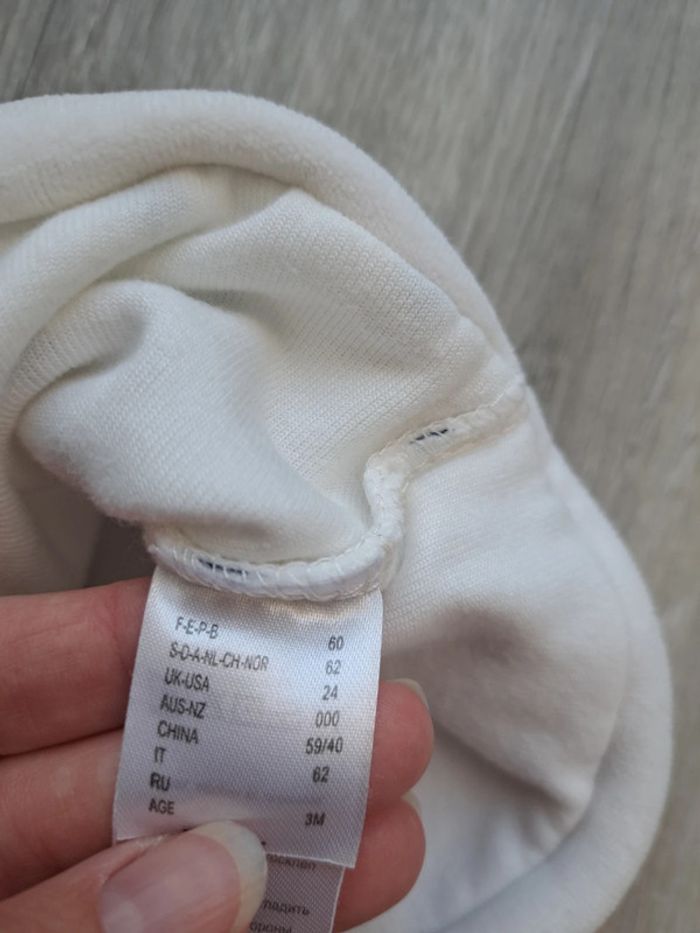 F-E-P-B 60
S-D-A-NL-CH-NOR 62
UK-USA 24
AUS-NZ 000
CHINA 59/40
IT 62
RU
AGE 3M
ороны